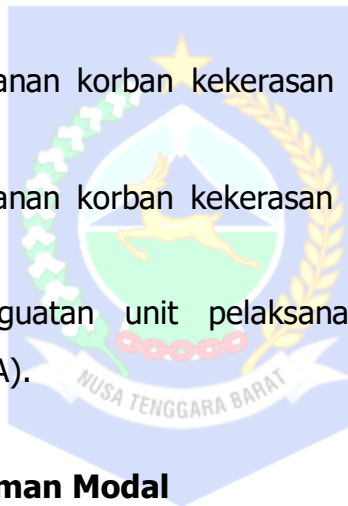 anan korban kekerasan
anan korban kekerasan
guatan unit pelaksana
A).
NUSA TENGGARA BARAT
man Modal